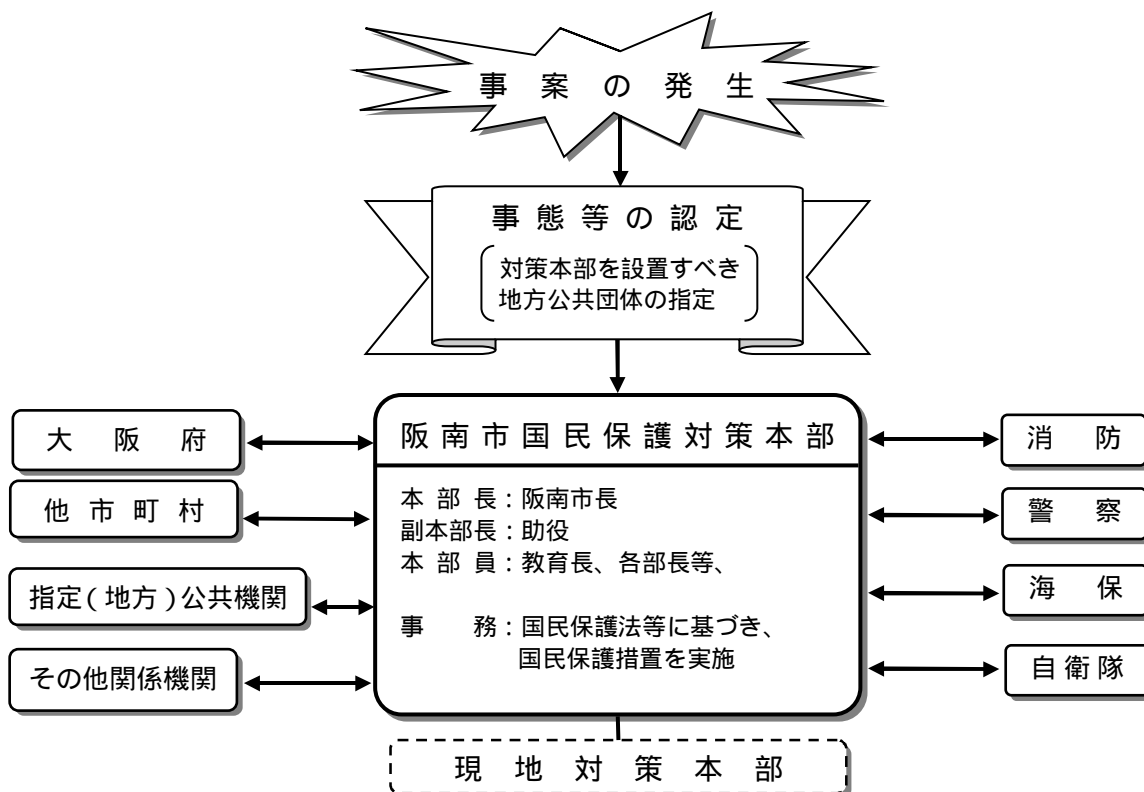 事案の発生
事態等の認定
対策本部を設置すべき
地方公共団体の指定
阪南市国民保護対策本部
本部長：阪南市長
副本部長：助役
本部員：教育長、各部長等、
事務：国民保護法等に基づき、
国民保護措置を実施
大阪府
他市町村
指定（地方）公共機関
その他関係機関
消防
警察
海保
自衛隊
現地対策本部